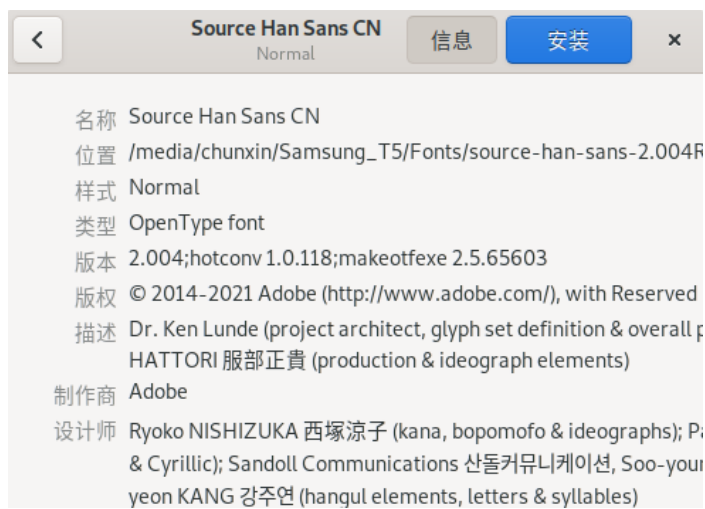 Source Han Sans CN
Normal
信息
安装
名称 Source Han Sans CN
位置 /media/chunxin/Samsung_T5/Fonts/source-han-sans-2.004R
样式 Normal
类型 OpenType font
版本 2.004;hotconv 1.0.118;makeotfexe 2.5.65603
版权 © 2014-2021 Adobe (http://www.adobe.com/), with Reserved
描述 Dr. Ken Lunde (project architect, glyph set definition & overall p
HATTORI 服部正貴 (production & ideograph elements)
制作商 Adobe
设计师 Ryoko NISHIZUKA 西塚涼子 (kana, bopomofo & ideographs); Pa
& Cyrillic); Sandoll Communications 산돌커뮤니케이션, Soo-your
yeon KANG 강주연 (hangul elements, letters & syllables)